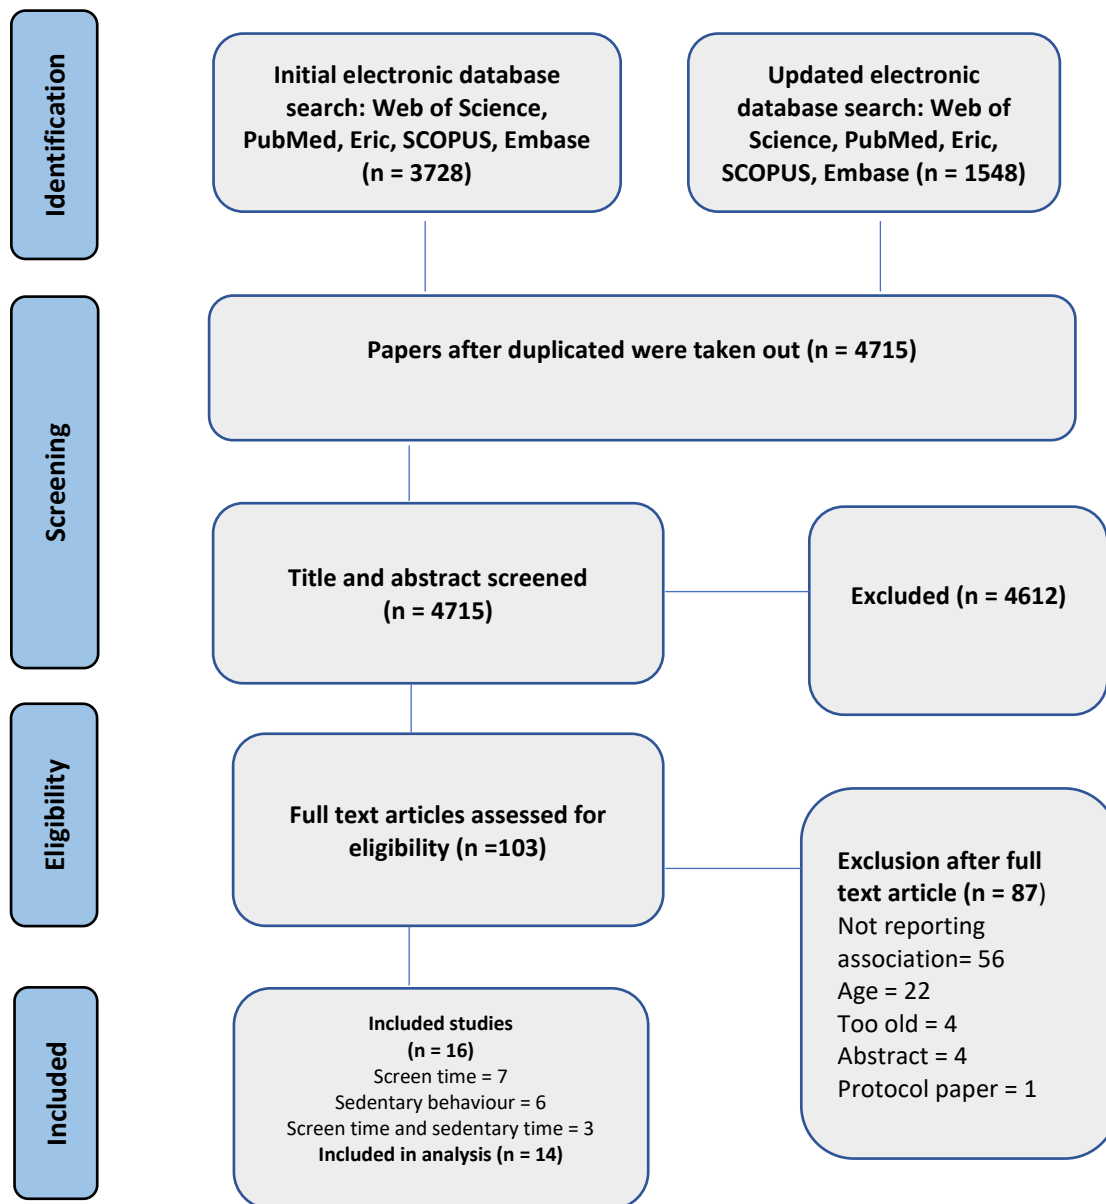 Identification
Initial electronic database
search: Web of Science,
PubMed, Eric, SCOPUS, Embase
(n = 3728)
Updated electronic
database search: Web of
Science, PubMed, Eric,
SCOPUS, Embase (n = 1548)
Screening
Papers after duplicated were taken out (n = 4715)
Title and abstract screened
(n = 4715)
Excluded (n = 4612)
Eligibility
Full text articles assessed for
eligibility (n =103)
Exclusion after full
text article (n = 87)
Not reporting
association= 56
Age = 22
Too old = 4
Abstract = 4
Protocol paper = 1
Included
Included studies
(n = 16)
Screen time = 7
Sedentary behaviour = 6
Screen time and sedentary time = 3
Included in analysis (n = 14)